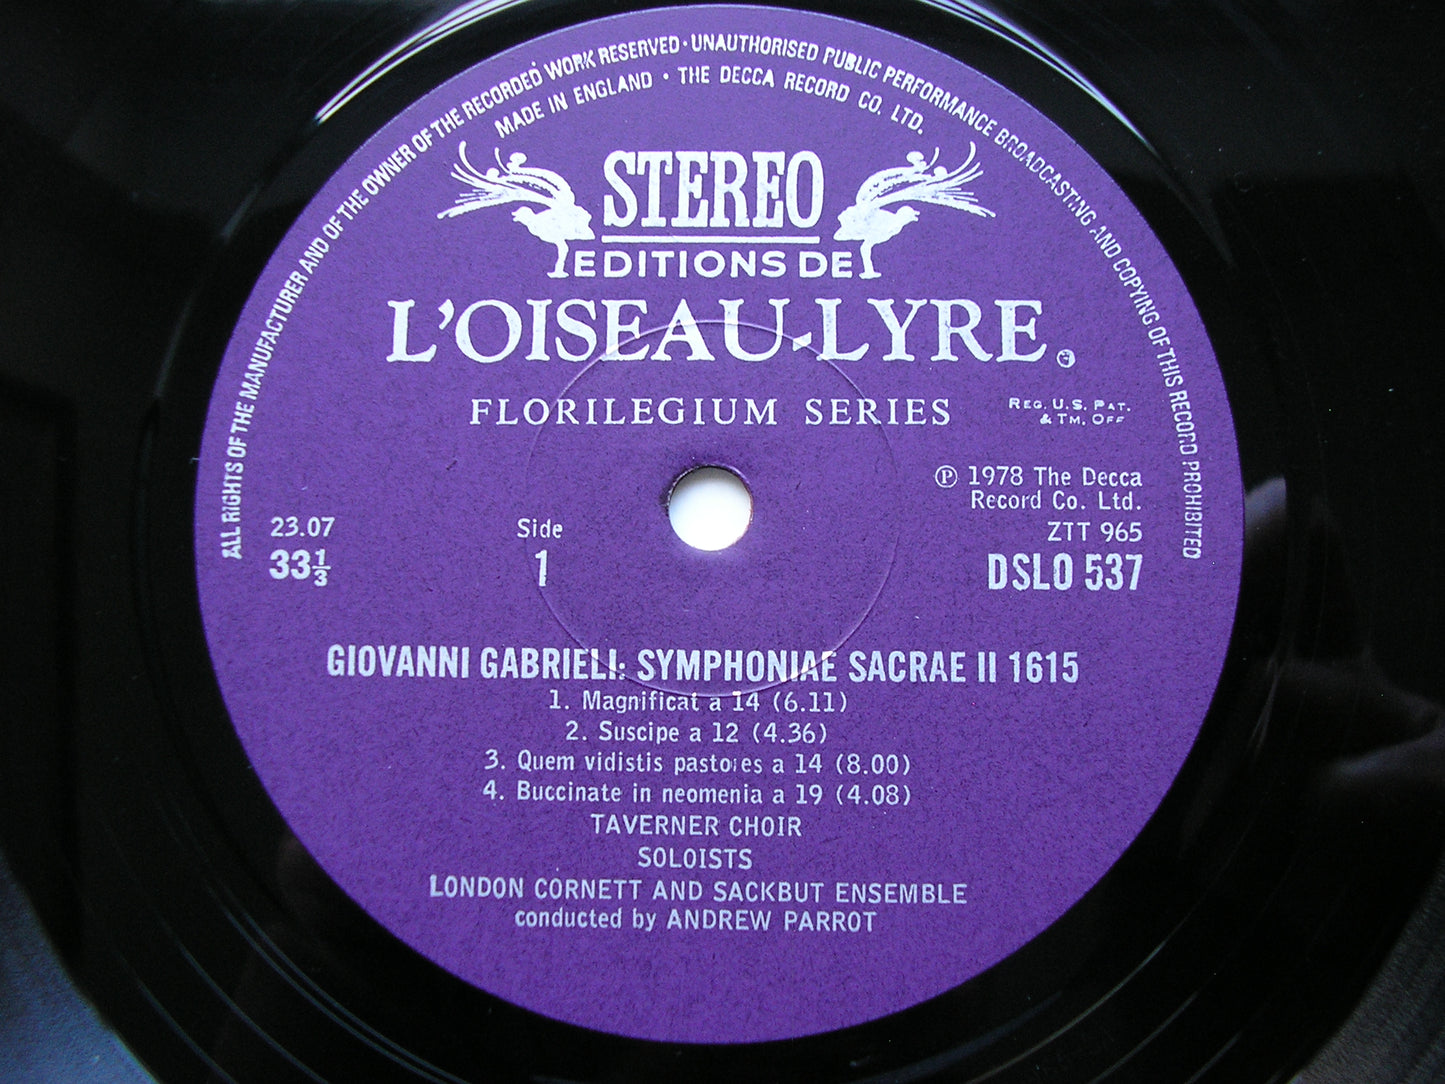 ALL RIGHTS OF THE MANUFACTURER AND OF THE OWNER OF THE RECORDED WORK RESERVED · UNAUTHORISED PUBLIC PERFORMANCE BROADCASTING AND COPYING OF THIS RECORD PROHIBITED
MADE IN ENGLAND · THE DECCA RECORD CO. LTD.
STEREO
EDITIONS DE
L'OISEAU-LYRE
FLORILEGIUM SERIES
REG. U.S. PAT.
& TM. OFF
℗ 1978 The Decca
Record Co. Ltd.
23.07
Side
ZTT 965
33⅓
1
DSLO 537
GIOVANNI GABRIELI: SYMPHONIAE SACRAE II 1615
1. Magnificat a 14 (6.11)
2. Suscipe a 12 (4.36)
3. Quem vidistis pastores a 14 (8.00)
4. Buccinate in neomenia a 19 (4.08)
TAVERNER CHOIR
SOLOISTS
LONDON CORNETT AND SACKBUT ENSEMBLE
conducted by ANDREW PARROT